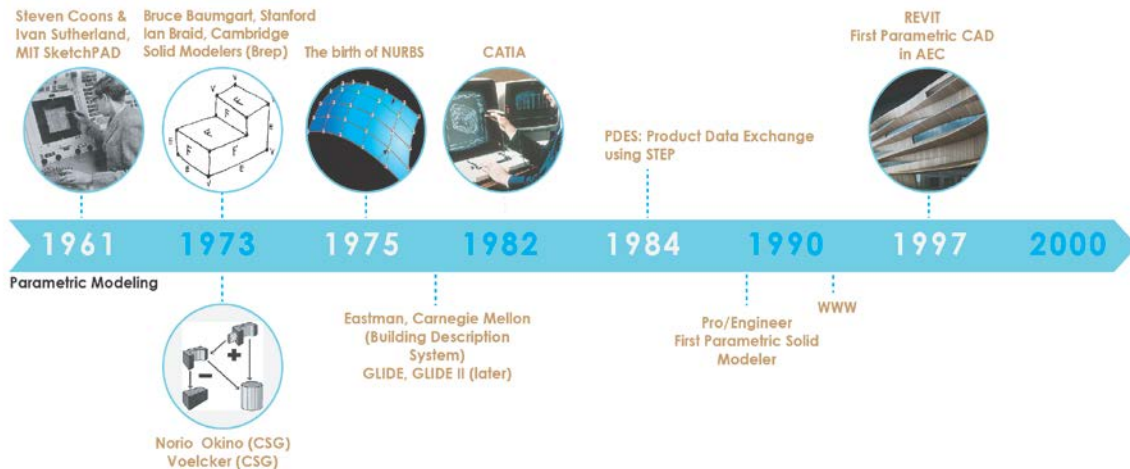 Steven Coons &
Ivan Sutherland,
MIT SketchPAD
Bruce Baumgart, Stanford
Ian Braid, Cambridge
Solid Modelers (Brep)
The birth of NURBS
CATIA
PDES: Product Data Exchange
using STEP
REVIT
First Parametric CAD
in AEC
1961 1973 1975 1982 1984 1990 1997 2000
Parametric Modeling
Eastman, Carnegie Mellon
(Building Description
System)
GLIDE, GLIDE II (later)
Pro/Engineer
First Parametric Solid
Modeler
WWW
Norio Okino (CSG)
Voelcker (CSG)